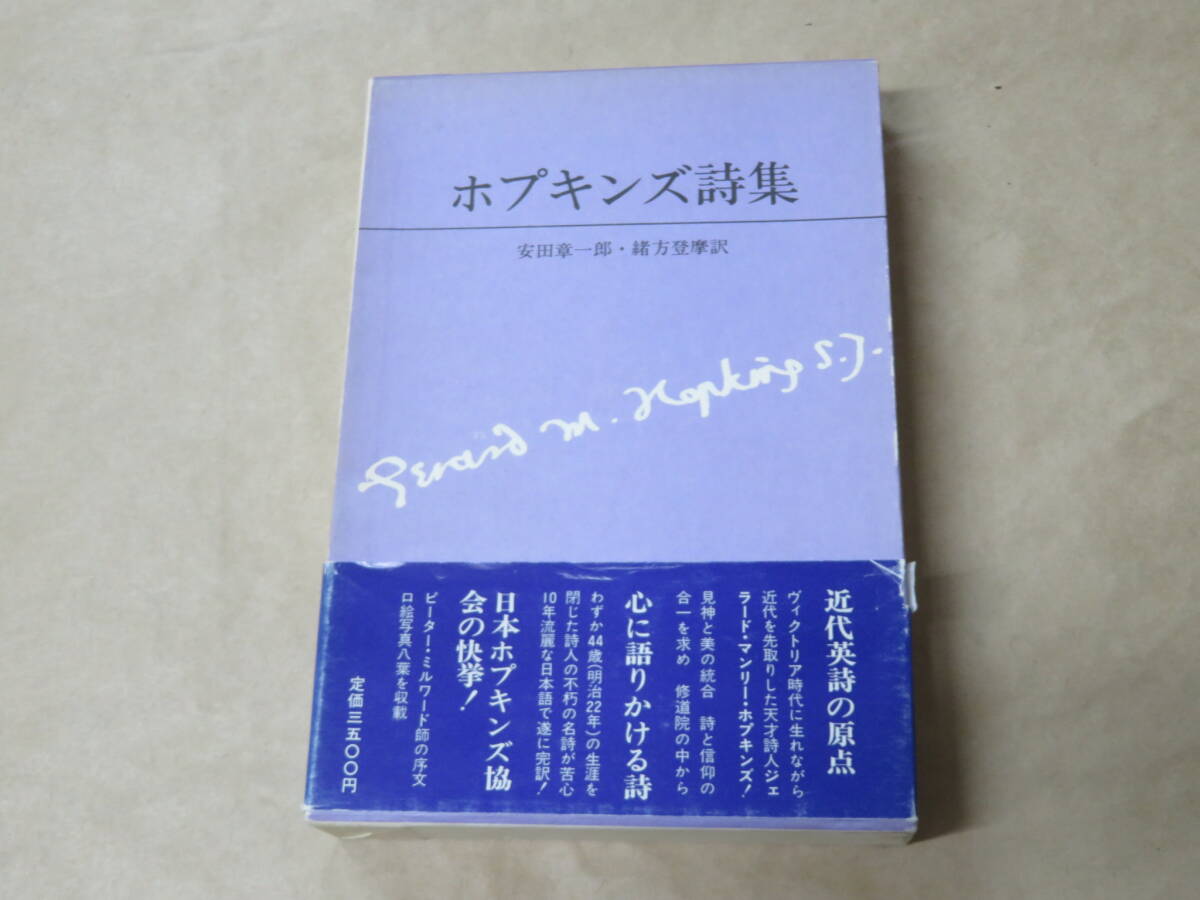 ホプキンズ詩集
安田章一郎・緒方登摩訳
Gerard M. Hopkins S.J.
近代英詩の原点
ヴィクトリア時代に生れながら
近代を先取りした天才詩人ジェ
ラード・マンリー・ホプキンズ!
見神と美の統合 詩と信仰の
合一を求め 修道院の中から
心に語りかける詩
わずか44歳(明治22年)の生涯を
閉じた詩人の不朽の名詩が苦心
10年流麗な日本語で遂に完訳!
日本ホプキンズ協
会の快挙!
ピーター・ミルワード師の序文
口絵写真八葉を収載
定価三五〇〇円